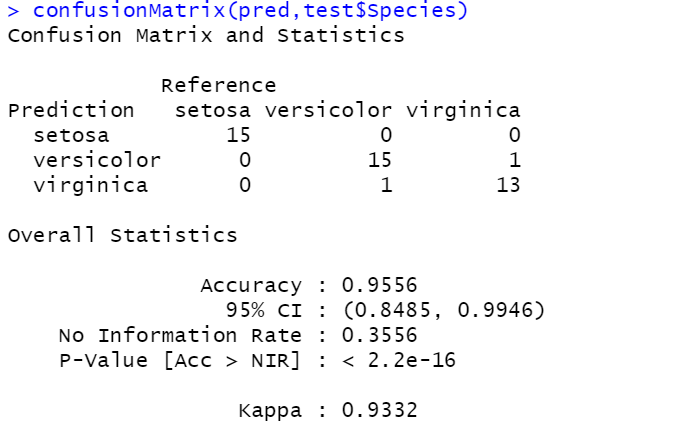 > confusionMatrix(pred,test$Species)
Confusion Matrix and Statistics
Reference
Prediction setosa versicolor virginica
setosa 15 0 0
versicolor 0 15 1
virginica 0 1 13
Overall Statistics
Accuracy : 0.9556
95% CI : (0.8485, 0.9946)
No Information Rate : 0.3556
P-Value [Acc > NIR] : < 2.2e-16
Kappa : 0.9332